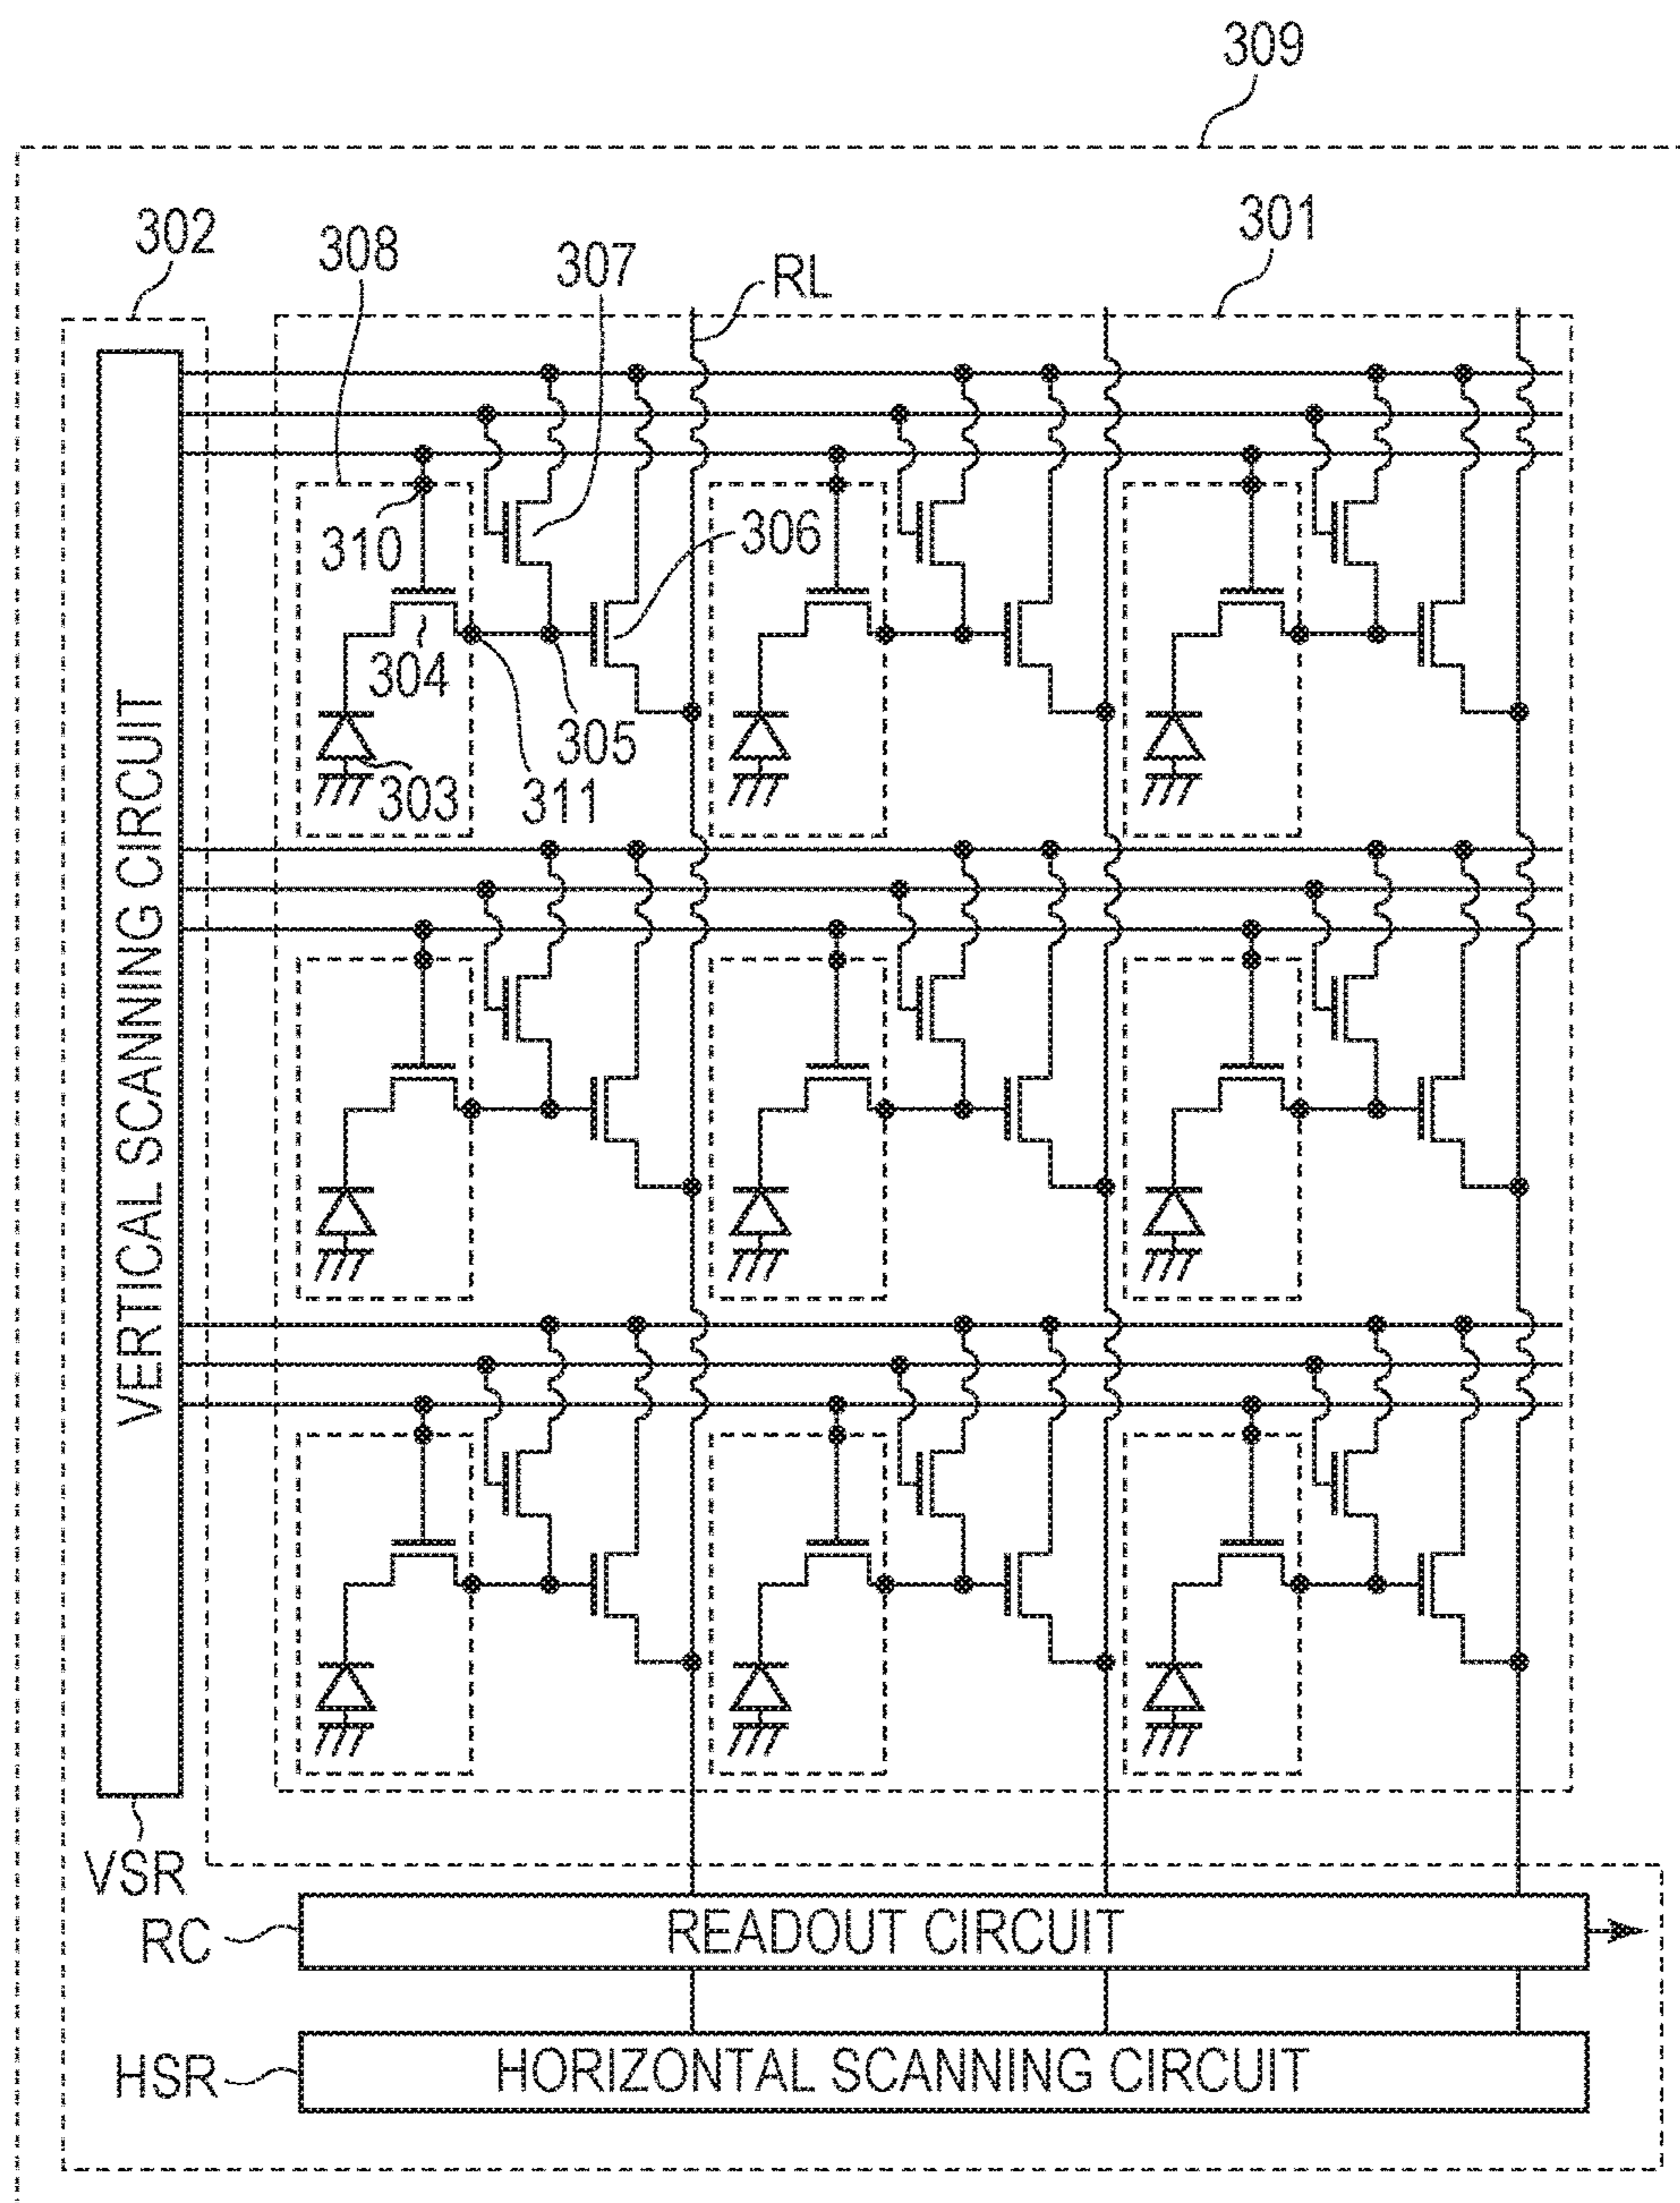 309
302
308
307
RL
301
310
306
304
305
303
311
VERTICAL SCANNING CIRCUIT
VSR
RC
READOUT CIRCUIT
HSR
HORIZONTAL SCANNING CIRCUIT